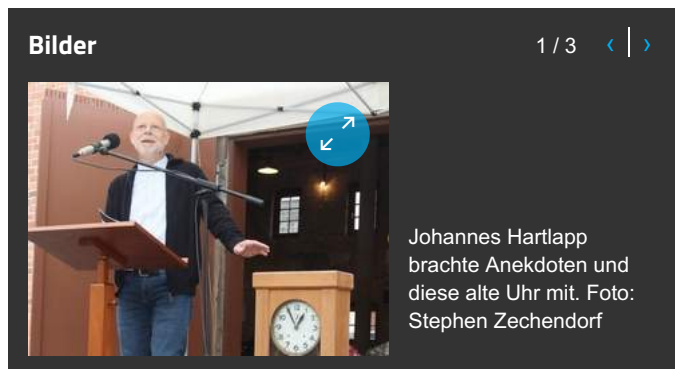 Bilder
1 / 3
Johannes Hartlapp
brachte Anekdoten und
diese alte Uhr mit. Foto:
Stephen Zechendorf